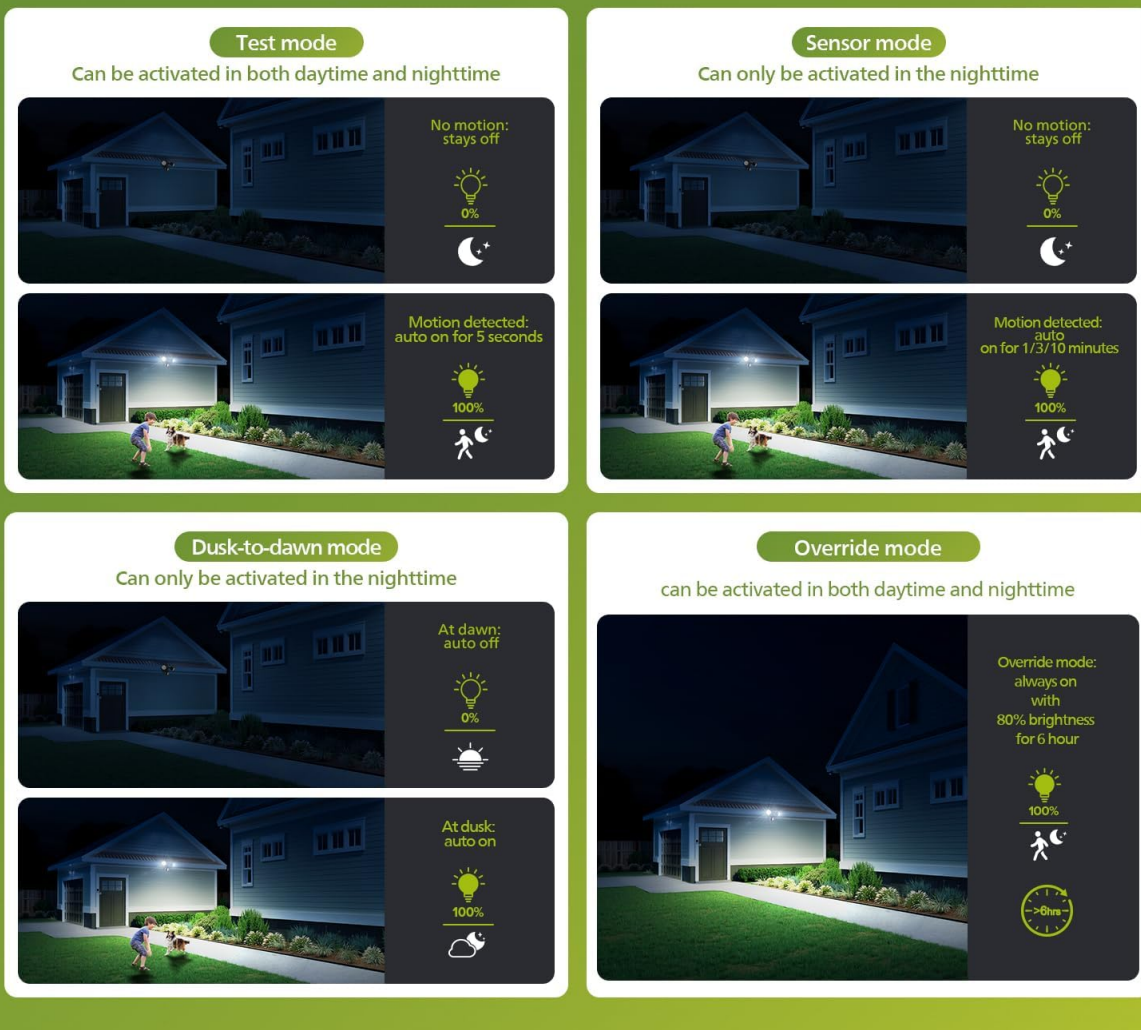 Test mode
Can be activated in both daytime and nighttime
No motion:
stays off
0%
Motion detected:
auto on for 5 seconds
100%
Sensor mode
Can only be activated in the nighttime
No motion:
stays off
0%
Motion detected:
auto
on for 1/3/10 minutes
100%
Dusk-to-dawn mode
Can only be activated in the nighttime
At dawn:
auto off
0%
At dusk:
auto on
100%
Override mode
can be activated in both daytime and nighttime
Override mode:
always on
with
80% brightness
for 6 hour
100%
>6hrs